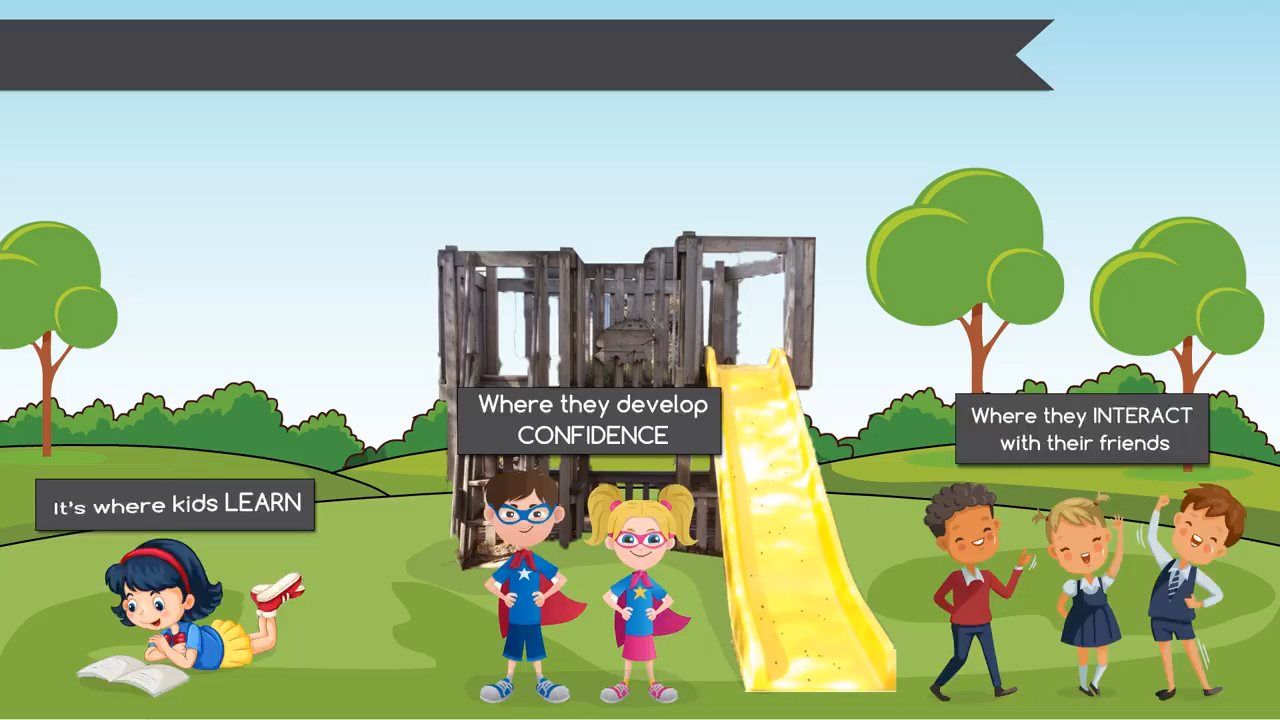 It's where kids LEARN
Where they develop
CONFIDENCE
Where they INTERACT
with their friends